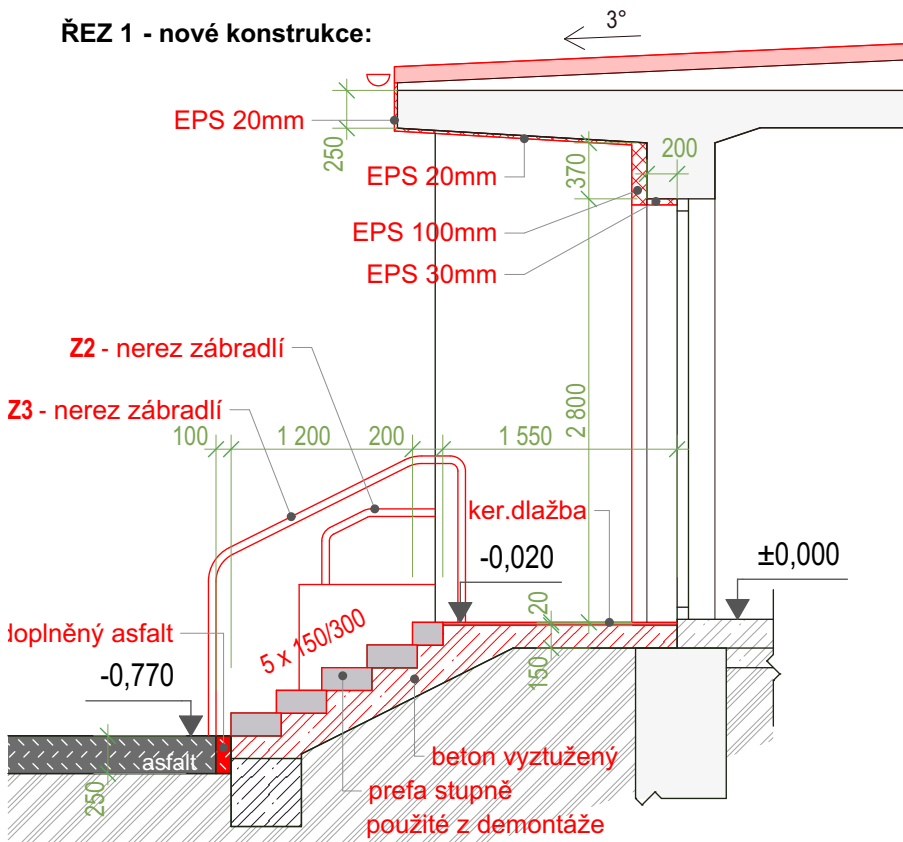 ŘEZ 1 - nové konstrukce:
3°
EPS 20mm
250
200
EPS 20mm
370
EPS 100mm
EPS 30mm
Z2 - nerez zábradlí
Z3 - nerez zábradlí
2 800
100
1 200
200
1 550
ker.dlažba
-0,020
±0,000
20
doplněný asfalt
5 x 150/300
150
-0,770
asfalt
beton vyztužený
250
prefa stupně
použité z demontáže